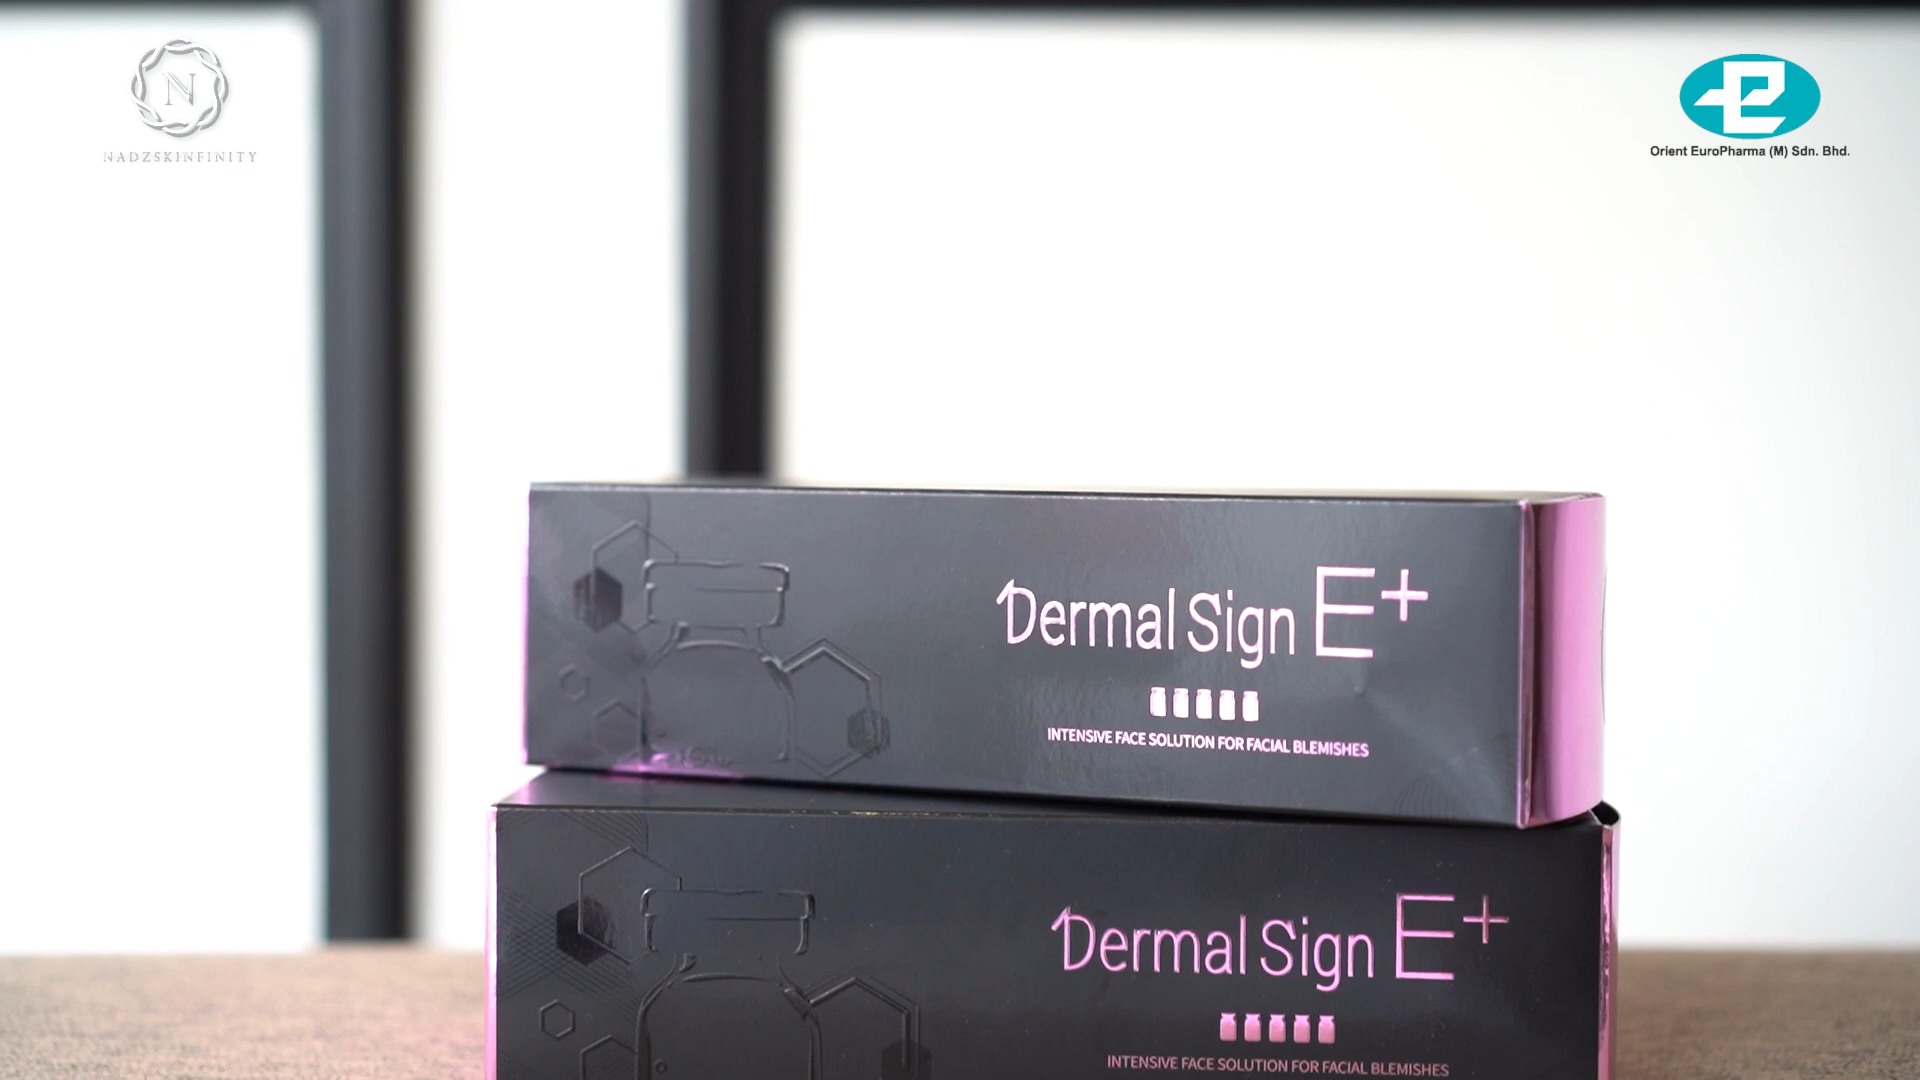 N
NADZSKINFINITY
Orient EuroPharma (M) Sdn. Bhd.
Dermal Sign E+
INTENSIVE FACE SOLUTION FOR FACIAL BLEMISHES
Dermal Sign E+
INTENSIVE FACE SOLUTION FOR FACIAL BLEMISHES